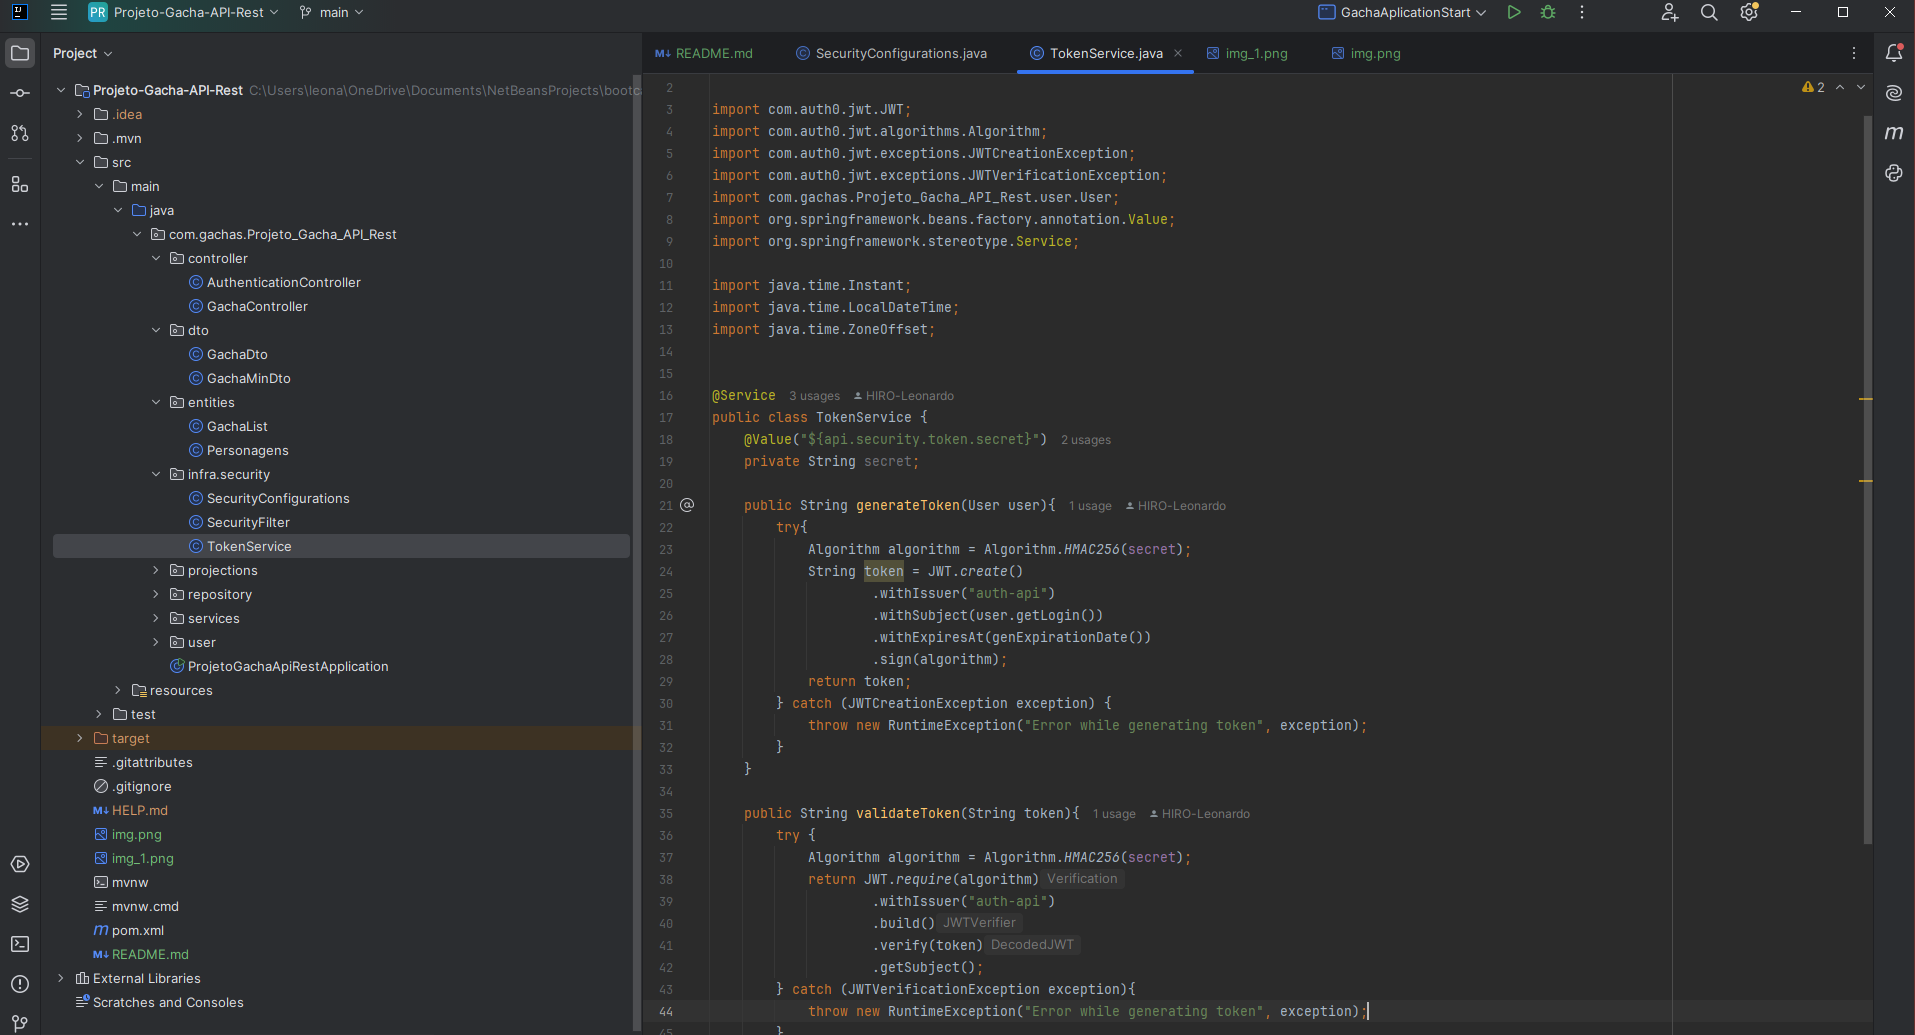 PR Projeto-Gacha-API-Rest main GachaAplicationStart
Project
Projeto-Gacha-API-Rest C:\Users\leona\OneDrive\Documents\NetBeansProjects\bootc
.idea
.mvn
src
main
java
com.gachas.Projeto_Gacha_API_Rest
controller
AuthenticationController
GachaController
dto
GachaDto
GachaMinDto
entities
GachaList
Personagens
infra.security
SecurityConfigurations
SecurityFilter
TokenService
projections
repository
services
user
ProjetoGachaApiRestApplication
resources
test
target
.gitattributes
.gitignore
HELP.md
img.png
img_1.png
mvnw
mvnw.cmd
pom.xml
README.md
External Libraries
Scratches and Consoles
README.md SecurityConfigurations.java TokenService.java img_1.png img.png
2
2
3 import com.auth0.jwt.JWT;
4 import com.auth0.jwt.algorithms.Algorithm;
5 import com.auth0.jwt.exceptions.JWTCreationException;
6 import com.auth0.jwt.exceptions.JWTVerificationException;
7 import com.gachas.Projeto_Gacha_API_Rest.user.User;
8 import org.springframework.beans.factory.annotation.Value;
9 import org.springframework.stereotype.Service;
10
11 import java.time.Instant;
12 import java.time.LocalDateTime;
13 import java.time.ZoneOffset;
14
15
16 @Service 3 usages HIRO-Leonardo
17 public class TokenService {
18 @Value("${api.security.token.secret}") 2 usages
19 private String secret;
20
21 public String generateToken(User user){ 1 usage HIRO-Leonardo
22 try{
23 Algorithm algorithm = Algorithm.HMAC256(secret);
24 String token = JWT.create()
25 .withIssuer("auth-api")
26 .withSubject(user.getLogin())
27 .withExpiresAt(genExpirationDate())
28 .sign(algorithm);
29 return token;
30 } catch (JWTCreationException exception) {
31 throw new RuntimeException("Error while generating token", exception);
32 }
33 }
34
35 public String validateToken(String token){ 1 usage HIRO-Leonardo
36 try {
37 Algorithm algorithm = Algorithm.HMAC256(secret);
38 return JWT.require(algorithm) Verification
39 .withIssuer("auth-api")
40 .build() JWTVerifier
41 .verify(token) DecodedJWT
42 .getSubject();
43 } catch (JWTVerificationException exception){
44 throw new RuntimeException("Error while generating token", exception);
45 }